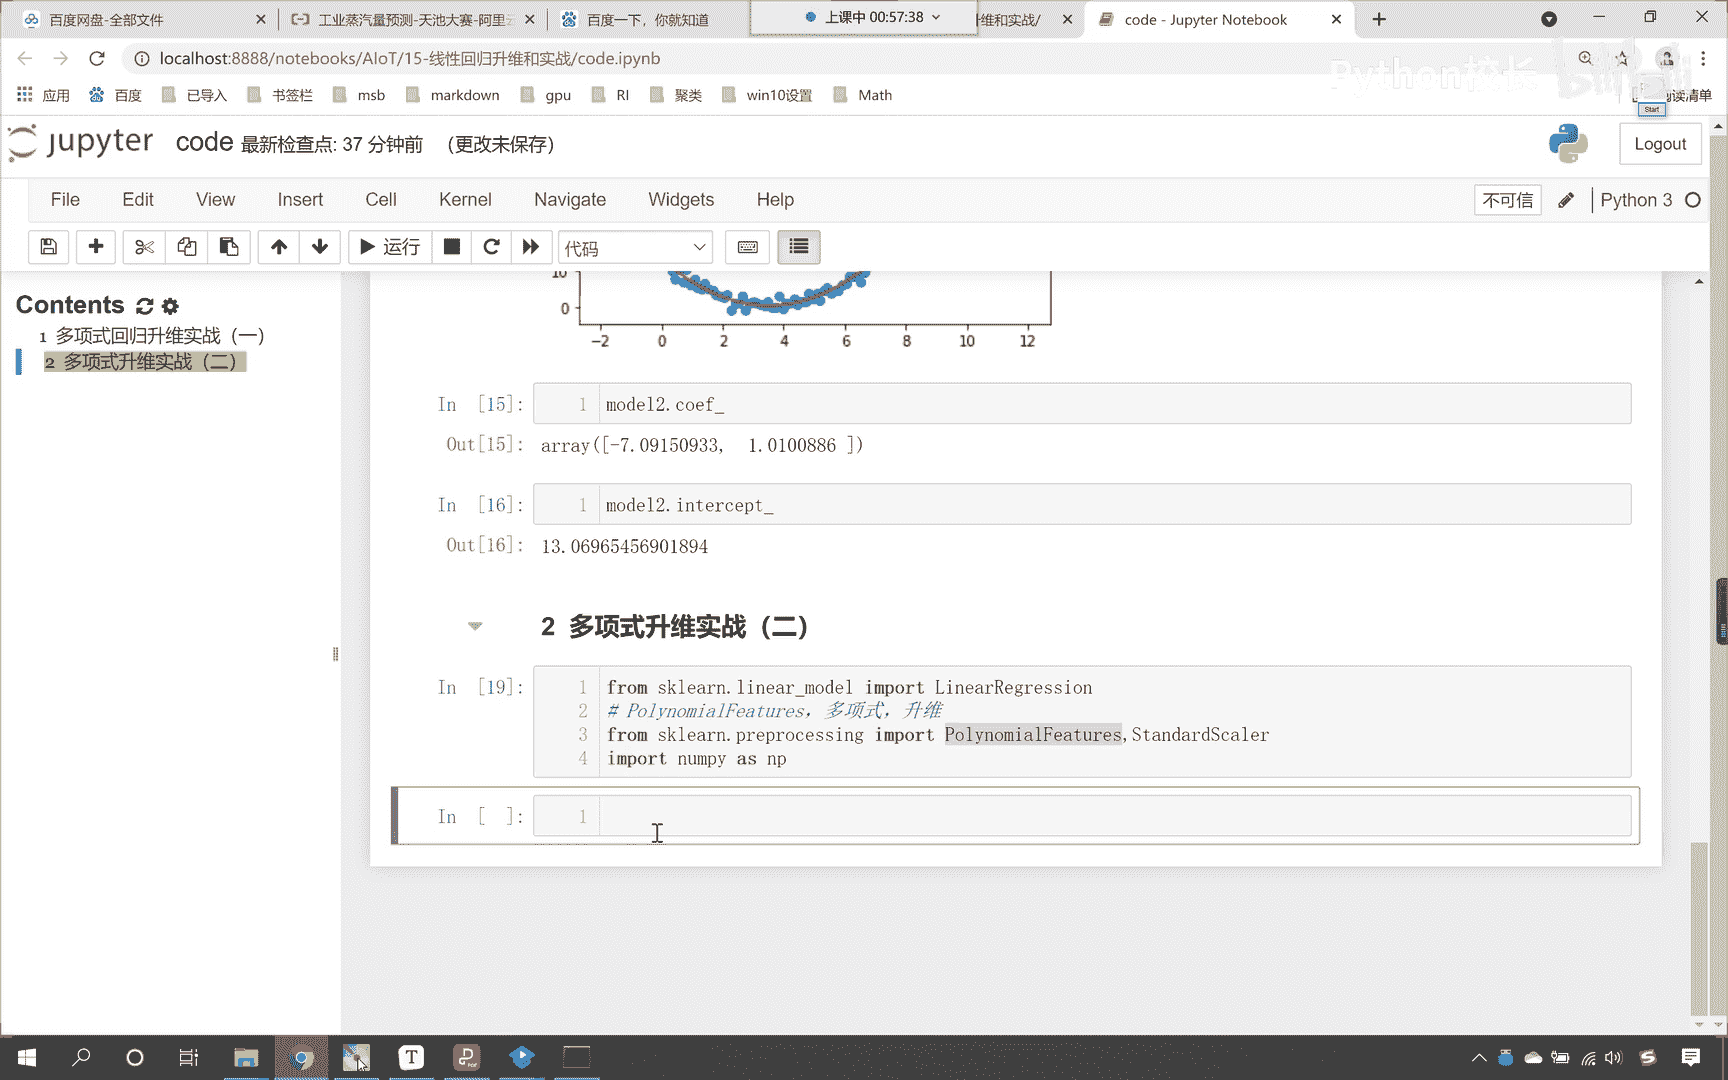 百度网盘-全部文件
工业蒸汽量预测-天池大赛-阿里云
百度一下，你就知道
上课中 00:57:38
维和实战/
code - Jupyter Notebook
localhost:8888/notebooks/AIoT/15-线性回归升维和实战/code.ipynb
Python校长
bilibili
应用 百度 已导入 书签栏 msb markdown gpu RI 聚类 win10设置 Math 阅读清单
Start
jupyter code 最新检查点: 37 分钟前 (更改未保存)
Logout
File Edit View Insert Cell Kernel Navigate Widgets Help
不可信 Python 3
运行 代码
Contents
1 多项式回归升维实战（一）
2 多项式升维实战（二）
10
0
-2 0 2 4 6 8 10 12
In [15]: 1 model2.coef_
Out[15]: array([-7.09150933, 1.0100886 ])
In [16]: 1 model2.intercept_
Out[16]: 13.06965456901894
2 多项式升维实战（二）
In [19]: 1 from sklearn.linear_model import LinearRegression
2 # PolynomialFeatures, 多项式, 升维
3 from sklearn.preprocessing import PolynomialFeatures,StandardScaler
4 import numpy as np
In [ ]: 1